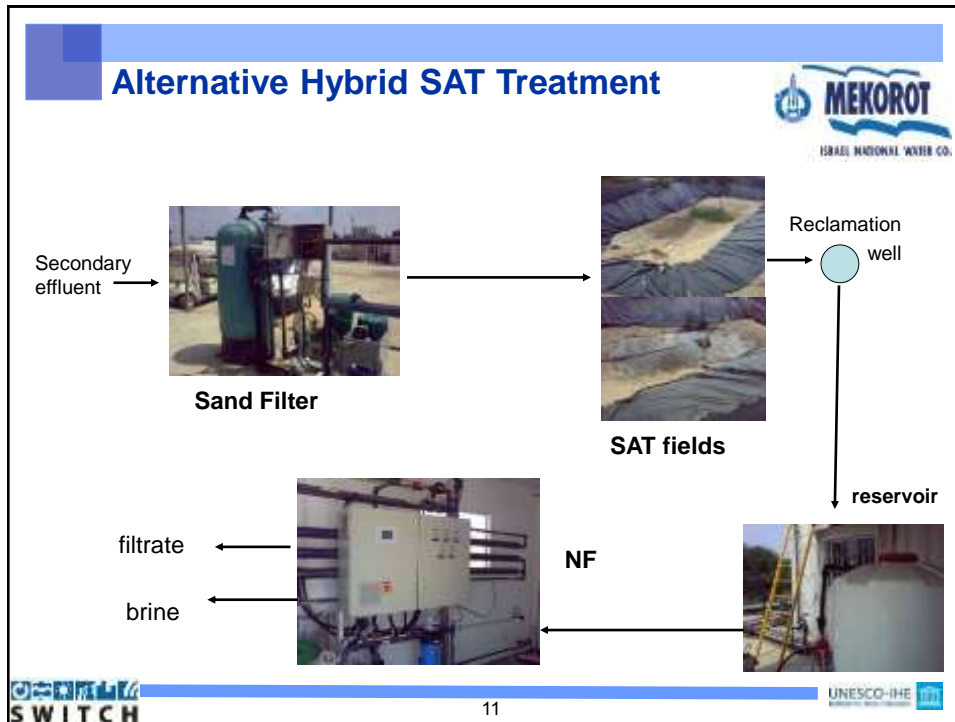 Alternative Hybrid SAT Treatment
MEKOROT
ISRAEL NATIONAL WATER CO.
Secondary
effluent
Sand Filter
SAT fields
Reclamation
well
reservoir
NF
filtrate
brine
SWITCH
11
UNESCO-IHE